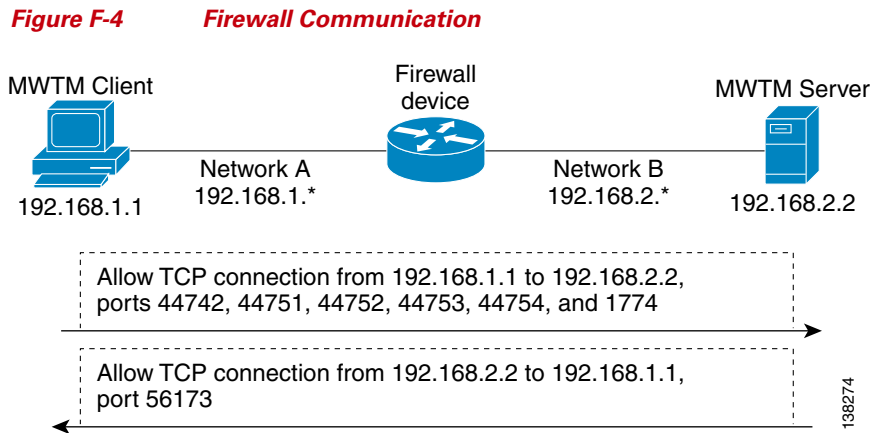 Figure F-4 Firewall Communication
MWTM Client
Firewall
device
MWTM Server
Network A
192.168.1.*
Network B
192.168.2.*
192.168.1.1
192.168.2.2
Allow TCP connection from 192.168.1.1 to 192.168.2.2,
ports 44742, 44751, 44752, 44753, 44754, and 1774
Allow TCP connection from 192.168.2.2 to 192.168.1.1,
port 56173
138274